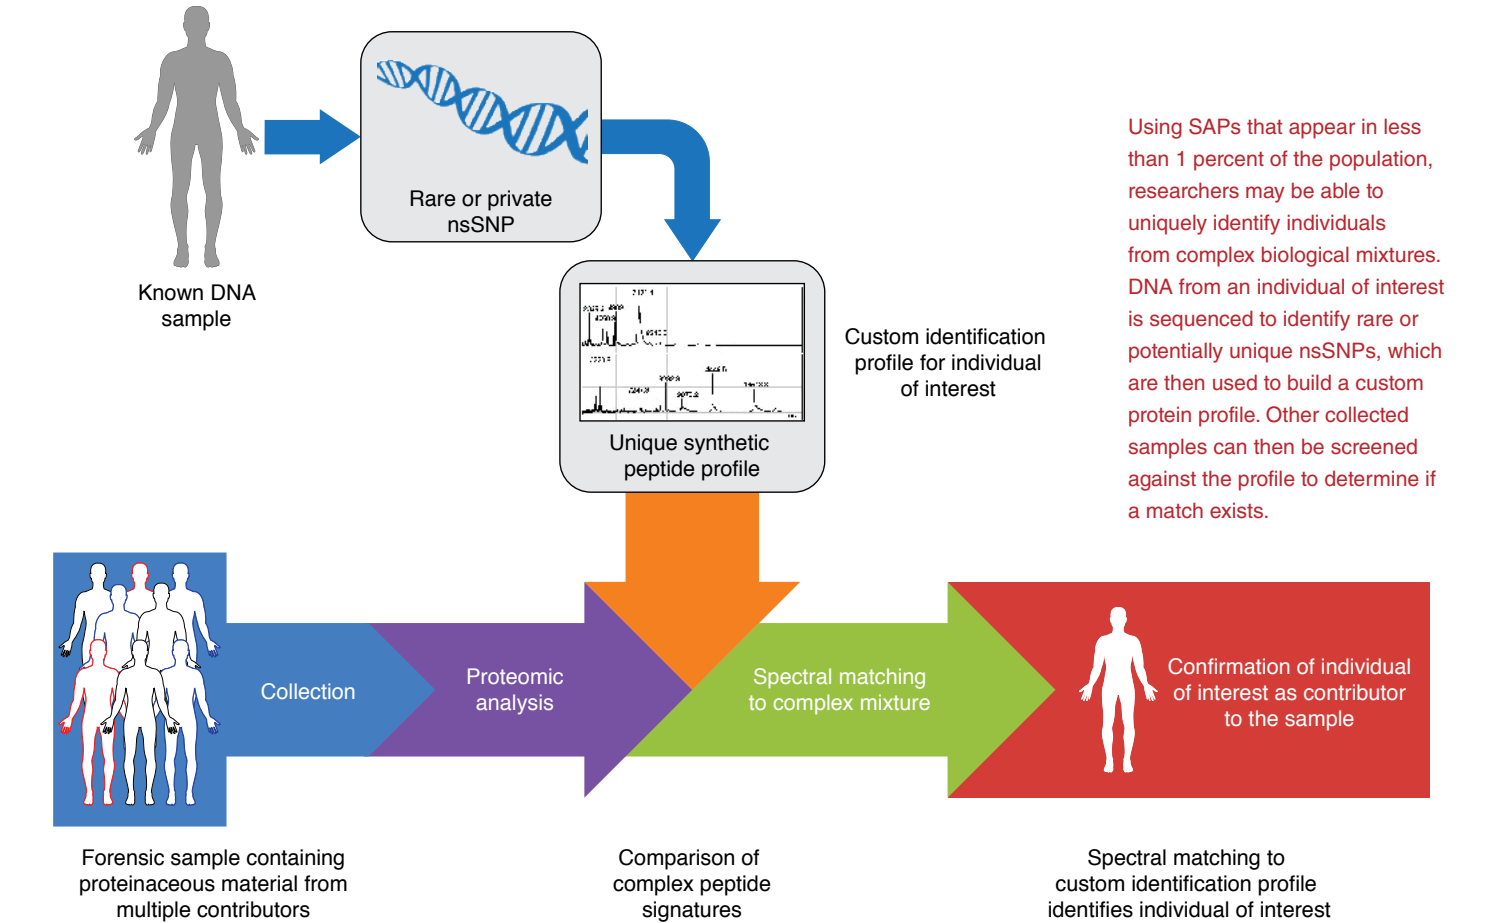 Known DNA
sample
Rare or private
nsSNP
Unique synthetic
peptide profile
Custom identification
profile for individual
of interest
Using SAPs that appear in less
than 1 percent of the population,
researchers may be able to
uniquely identify individuals
from complex biological mixtures.
DNA from an individual of interest
is sequenced to identify rare or
potentially unique nsSNPs, which
are then used to build a custom
protein profile. Other collected
samples can then be screened
against the profile to determine if
a match exists.
Collection
Proteomic
analysis
Spectral matching
to complex mixture
Confirmation of individual
of interest as contributor
to the sample
Forensic sample containing
proteinaceous material from
multiple contributors
Comparison of
complex peptide
signatures
Spectral matching to
custom identification profile
identifies individual of interest